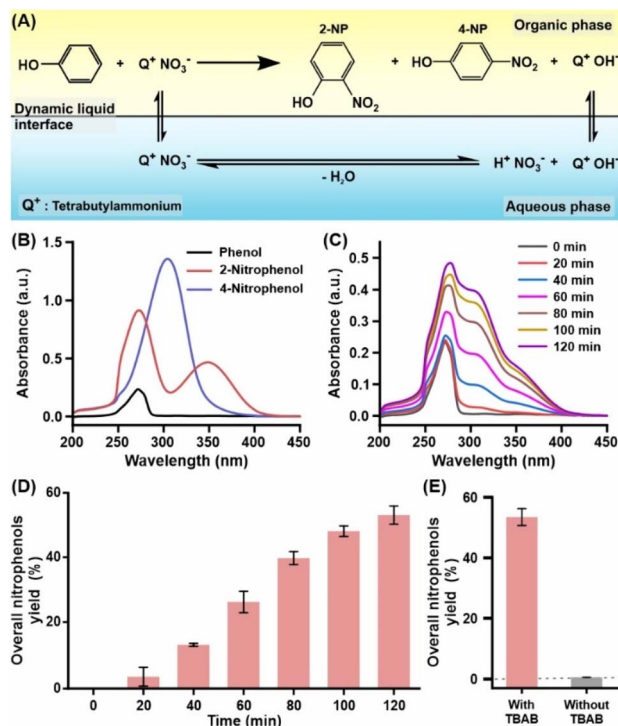 (A)
2-NP
4-NP
Organic phase
HO
+ Q⁺ NO₃⁻
HO
NO₂
+ HO
NO₂
+ Q⁺ OH⁻
Dynamic liquid
interface
Q⁺ NO₃⁻
- H₂O
H⁺ NO₃⁻ + Q⁺ OH⁻
Q⁺ : Tetrabutylammonium
Aqueous phase
(B)
Absorbance (a.u.)
1.5
1.0
0.5
0.0
Phenol
2-Nitrophenol
4-Nitrophenol
200 250 300 350 400 450
Wavelength (nm)
(C)
Absorbance (a.u.)
0.5
0.4
0.3
0.2
0.1
0.0
0 min
20 min
40 min
60 min
80 min
100 min
120 min
200 250 300 350 400 450
Wavelength (nm)
(D)
Overall nitrophenols
yield (%)
60
40
20
0
0 20 40 60 80 100 120
Time (min)
(E)
Overall nitrophenols
yield (%)
60
40
20
0
With
TBAB
Without
TBAB